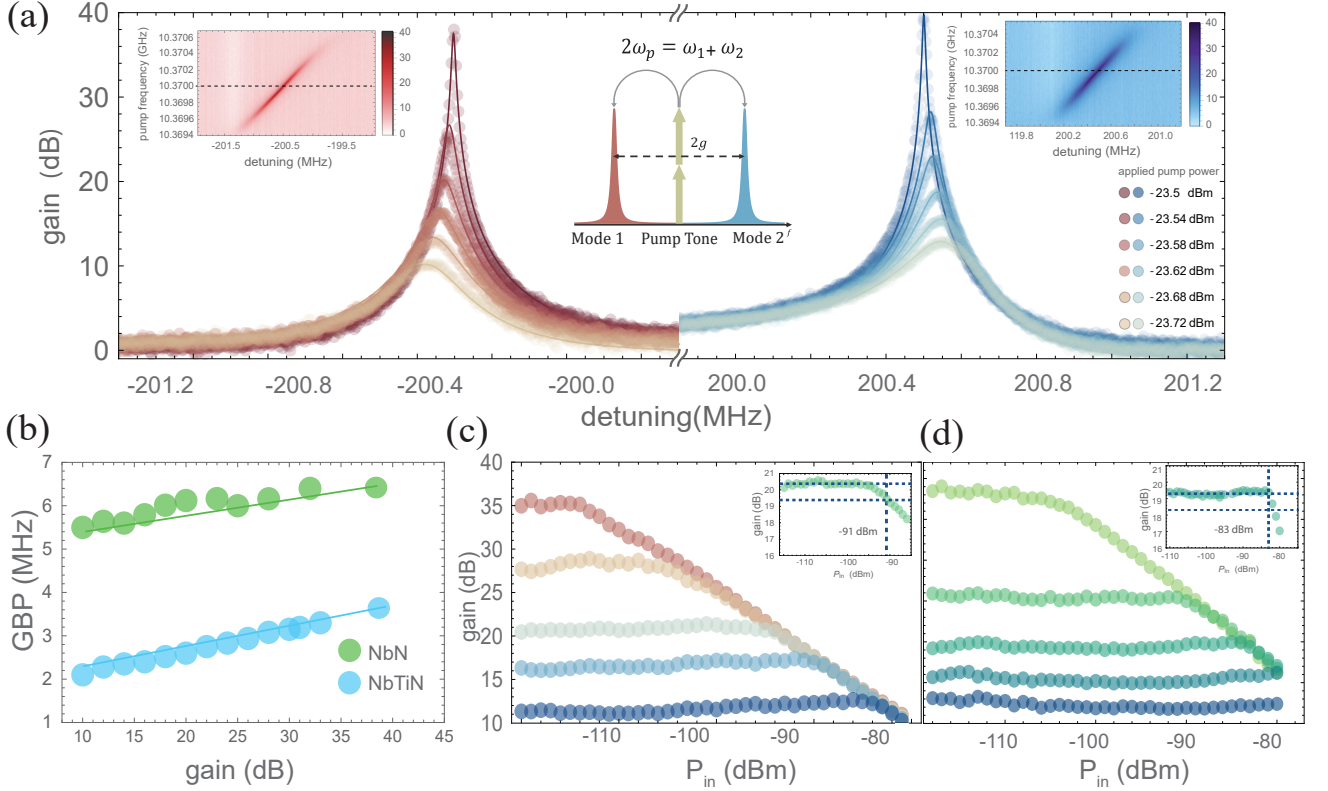 (a)
gain (dB)
40
30
20
10
0
pump frequency (GHz)
10.3706
10.3704
10.3702
10.3700
10.3698
10.3696
10.3694
-201.5 -200.5 -199.5
detuning (MHz)
40
30
20
10
0
2ωp = ω1+ ω2
2g
Mode 1 Pump Tone Mode 2 f
pump frequency (GHz)
10.3706
10.3704
10.3702
10.3700
10.3698
10.3696
10.3694
119.8 200.2 200.6 201.0
detuning (MHz)
40
30
20
10
0
applied pump power
-23.5 dBm
-23.54 dBm
-23.58 dBm
-23.62 dBm
-23.68 dBm
-23.72 dBm
-201.2 -200.8 -200.4 -200.0 200.0 200.4 200.8 201.2
detuning(MHz)
(b)
GBP (MHz)
7
6
5
4
3
2
1
NbN
NbTiN
10 15 20 25 30 35 40 45
gain (dB)
(c)
gain (dB)
40
35
30
25
20
15
10
gain (dB)
21
20
19
18
17
16
-91 dBm
-110 -100 -90
Pin (dBm)
-110 -100 -90 -80
Pin (dBm)
(d)
gain (dB)
21
20
19
18
17
16
-83 dBm
-110 -100 -90 -80
Pin (dBm)
-110 -100 -90 -80
Pin (dBm)